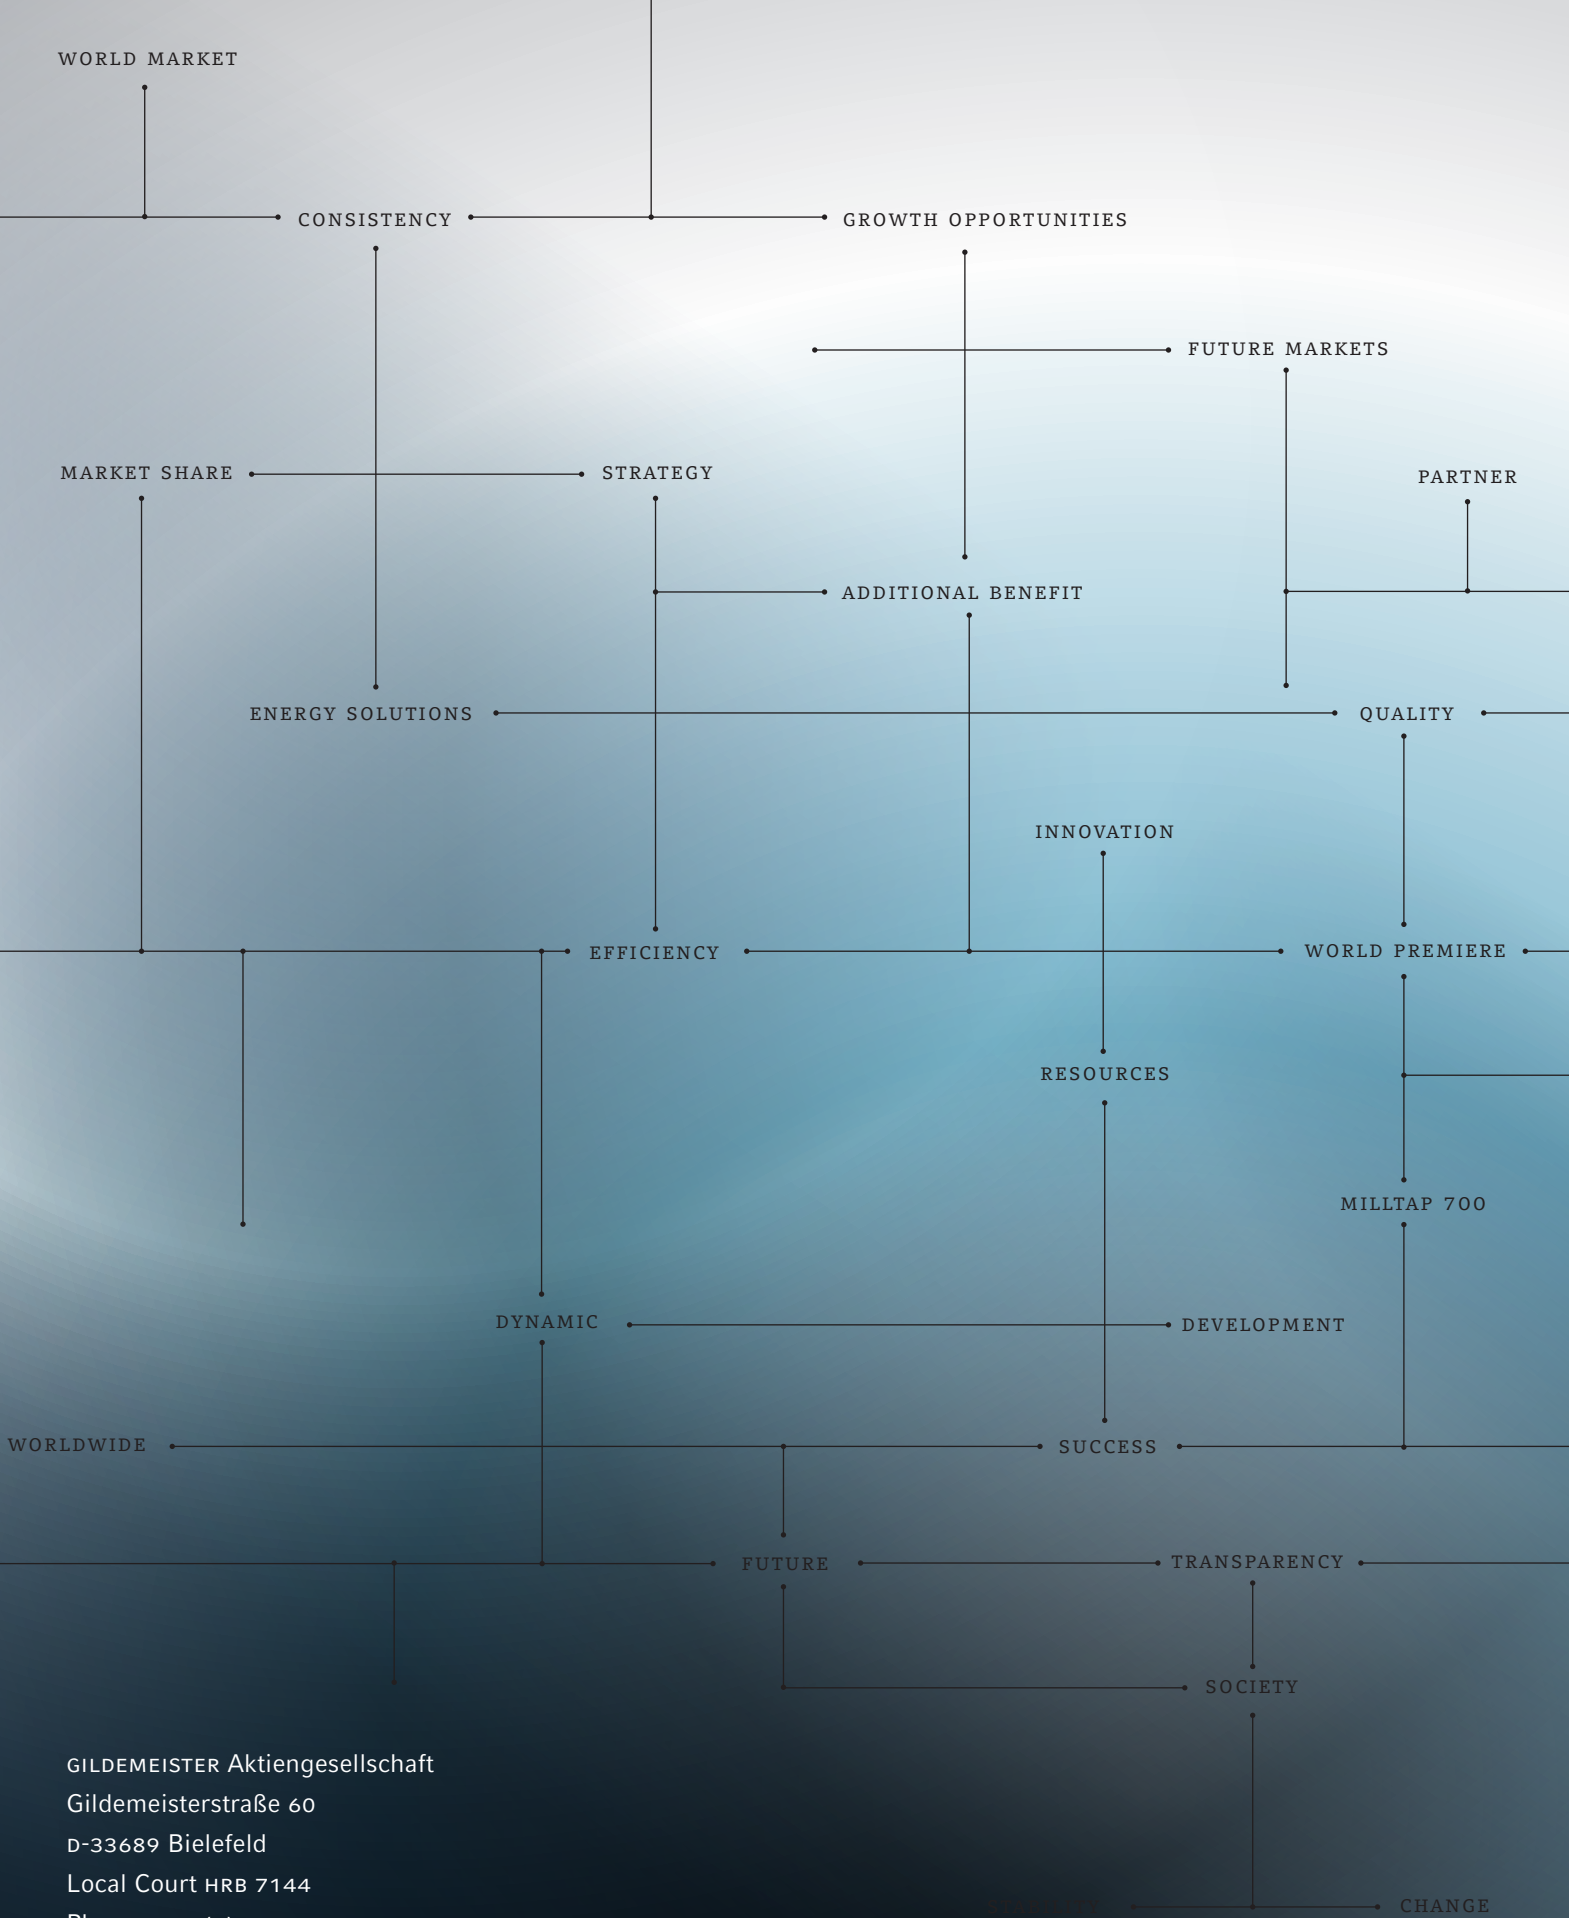 WORLD MARKET
CONSISTENCY
GROWTH OPPORTUNITIES
FUTURE MARKETS
MARKET SHARE
STRATEGY
PARTNER
ADDITIONAL BENEFIT
ENERGY SOLUTIONS
QUALITY
INNOVATION
EFFICIENCY
WORLD PREMIERE
RESOURCES
MILLTAP 700
DYNAMIC
DEVELOPMENT
WORLDWIDE
SUCCESS
FUTURE
TRANSPARENCY
SOCIETY
GILDEMEISTER Aktiengesellschaft
Gildemeisterstraße 60
D-33689 Bielefeld
Local Court HRB 7144
CHANGE